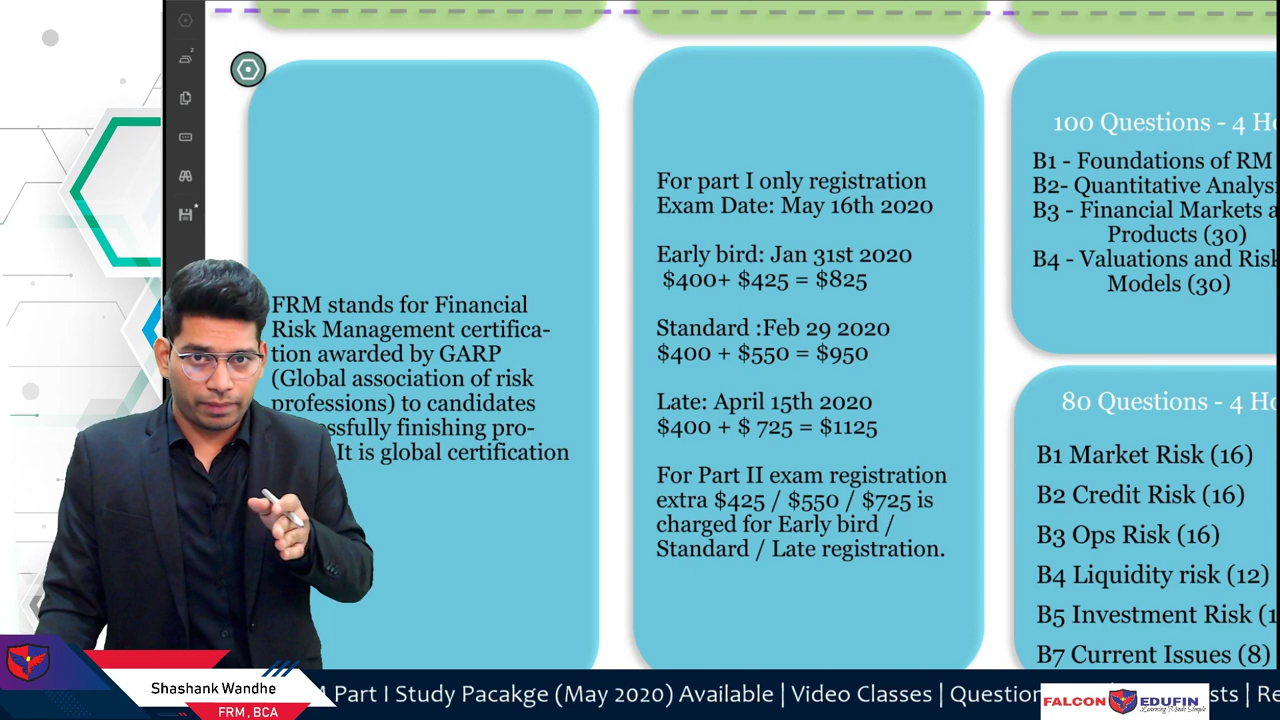 FRM stands for Financial
Risk Management certifica-
tion awarded by GARP
(Global association of risk
professions) to candidates
finishing pro-
It is global certification
For part I only registration
Exam Date: May 16th 2020
Early bird: Jan 31st 2020
$400+ $425 = $825
Standard :Feb 29 2020
$400 + $550 = $950
Late: April 15th 2020
$400 + $ 725 = $1125
For Part II exam registration
extra $425 / $550 / $725 is
charged for Early bird /
Standard / Late registration.
100 Questions - 4
B1 - Foundations of RM
B2- Quantitative
B3 - Financial Markets
Products (30)
B4 - Valuations and Risk
Models (30)
80 Questions - 4
B1 Market Risk (16)
B2 Credit Risk (16)
B3 Ops Risk (16)
B4 Liquidity risk (12)
B5 Investment Risk
B7 Current Issues (8)
2
Shashank Wandhe
FRM, BCA
Part I Study Pacakge (May 2020) Available | Video Classes |
FALCON EDUFIN
Learning Made Simple